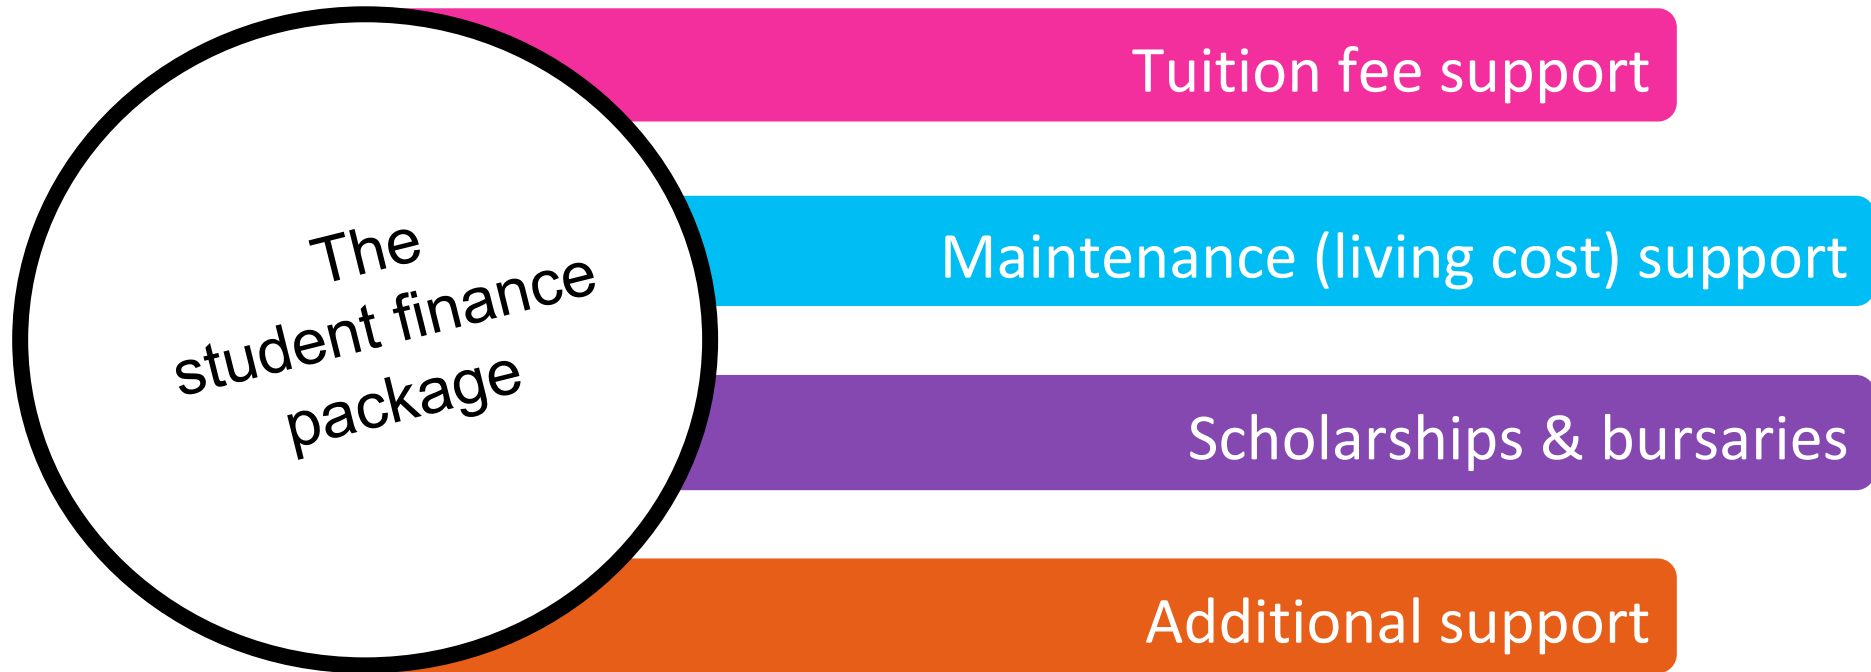 The
student finance
package
Tuition fee support
Maintenance (living cost) support
Scholarships & bursaries
Additional support